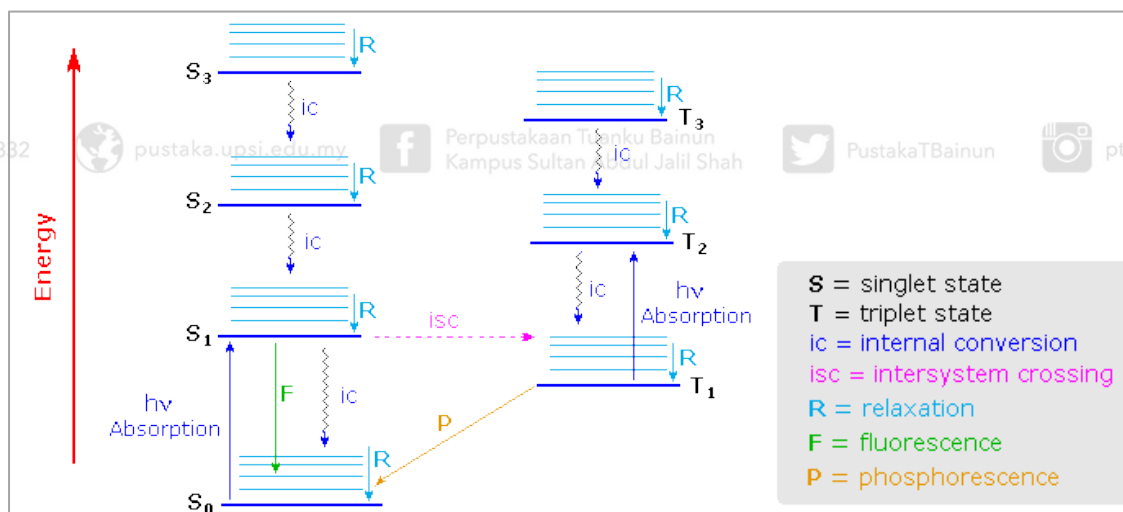 R
S3
ic
R
T3
832
pustaka.upsi.edu.my
Perpustakaan Tuanku Bainun
Kampus Sultan Abdul Jalil Shah
PustakaTBainun
R
ic
S2
R
T2
ic
Energy
R
ic
hν
Absorption
S = singlet state
T = triplet state
ic = internal conversion
isc = intersystem crossing
R = relaxation
F = fluorescence
P = phosphorescence
S1
isc
R
T1
F
ic
hν
Absorption
P
R
S0